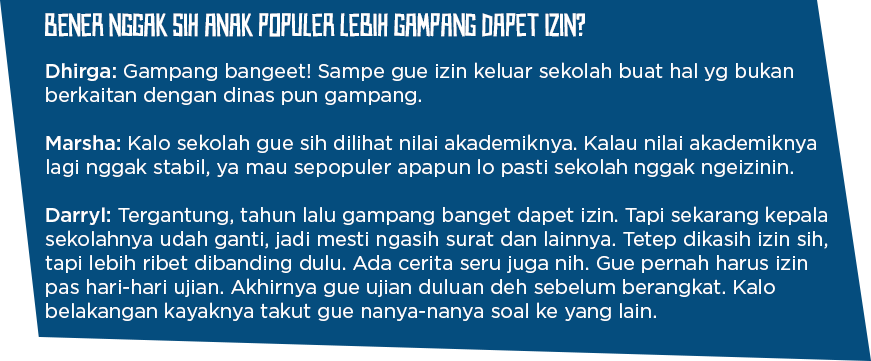 BENER NGGAK SIH ANAK POPULER LEBIH GAMPANG DAPET IZIN?
Dhirga: Gampang bangeet! Sampe gue izin keluar sekolah buat hal yg bukan
berkaitan dengan dinas pun gampang.
Marsha: Kalo sekolah gue sih dilihat nilai akademiknya. Kalau nilai akademiknya
lagi nggak stabil, ya mau sepopuler apapun lo pasti sekolah nggak ngeizinin.
Darryl: Tergantung, tahun lalu gampang banget dapet izin. Tapi sekarang kepala
sekolahnya udah ganti, jadi mesti ngasih surat dan lainnya. Tetep dikasih izin sih,
tapi lebih ribet dibanding dulu. Ada cerita seru juga nih. Gue pernah harus izin
pas hari-hari ujian. Akhirnya gue ujian duluan deh sebelum berangkat. Kalo
belakangan kayaknya takut gue nanya-nanya soal ke yang lain.